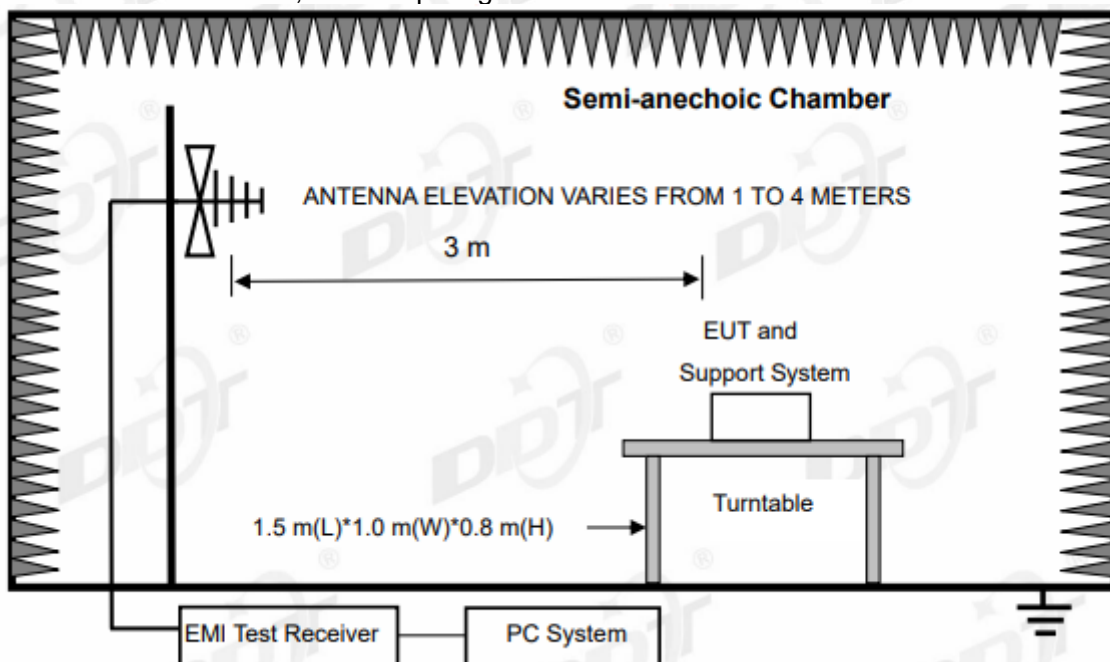 Semi-anechoic Chamber
ANTENNA ELEVATION VARIES FROM 1 TO 4 METERS
3 m
EUT and
Support System
Turntable
1.5 m(L)*1.0 m(W)*0.8 m(H)
EMI Test Receiver
PC System
DDT
®